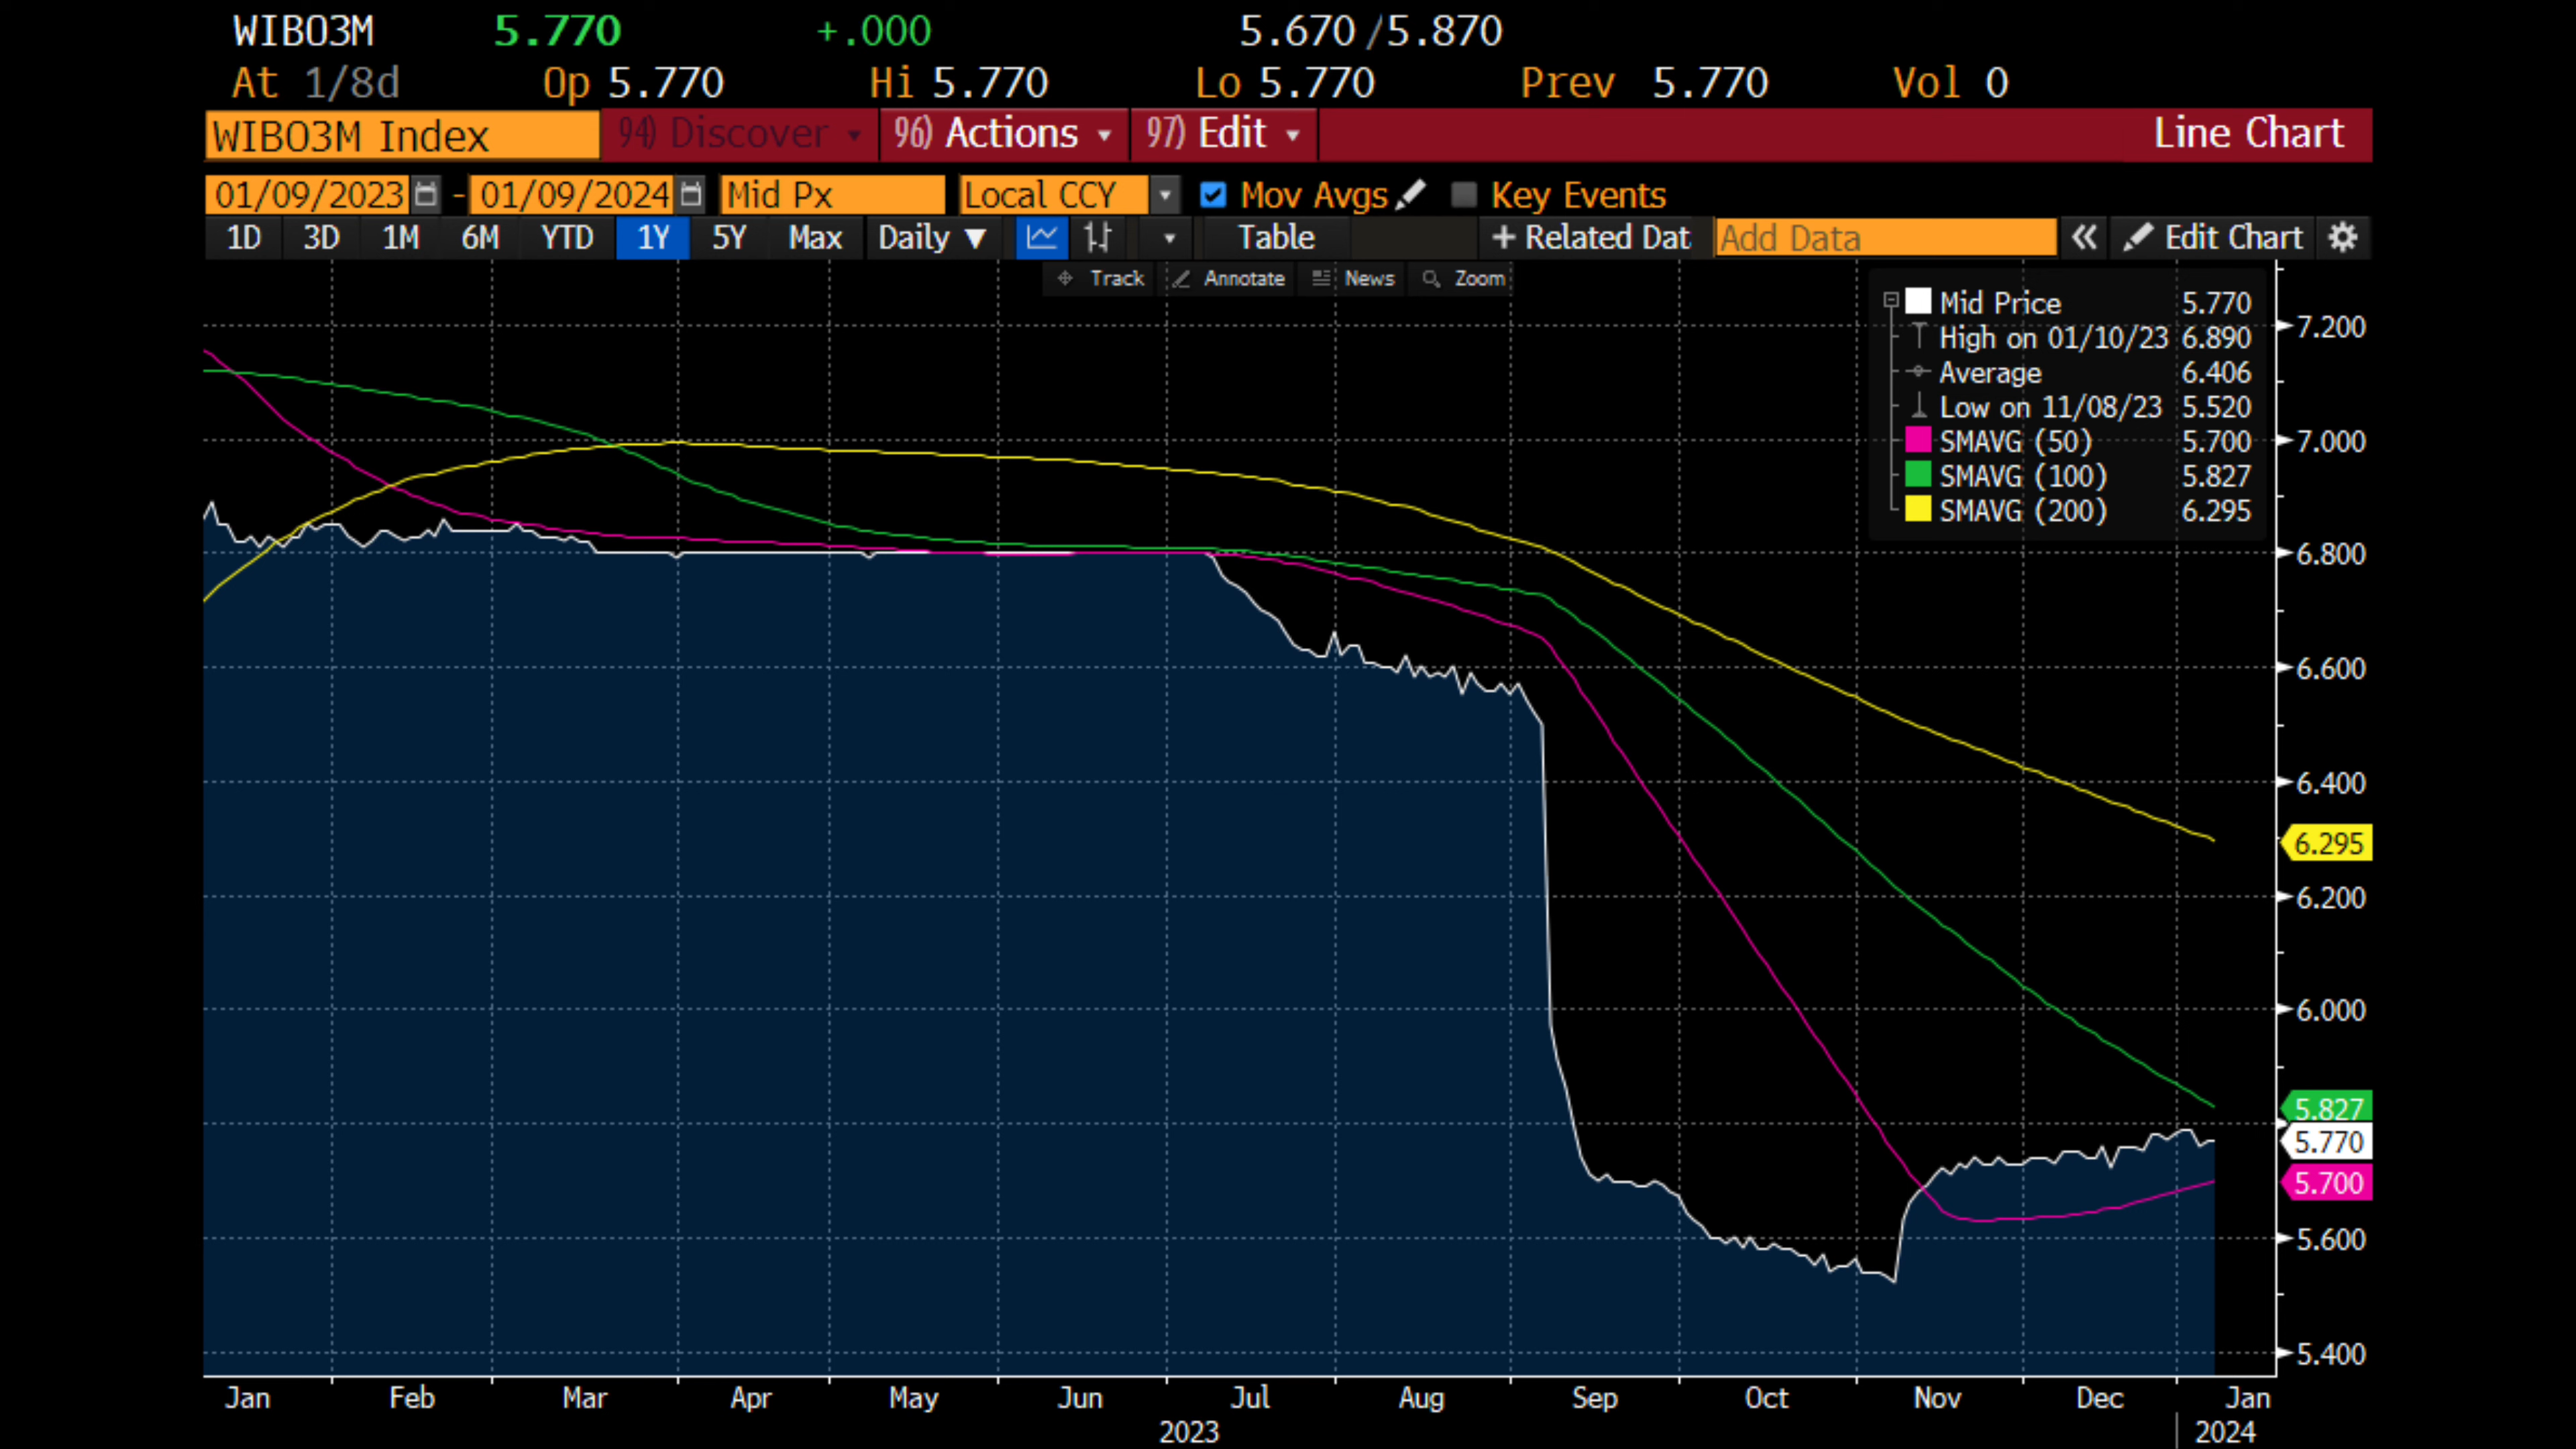 WIBO3M 5.770 +.000 5.670 /5.870
At 1/8d Op 5.770 Hi 5.770 Lo 5.770 Prev 5.770 Vol 0
WIBO3M Index 94) Discover 96) Actions 97) Edit Line Chart
01/09/2023 - 01/09/2024 Mid Px Local CCY Mov Avgs Key Events
1D 3D 1M 6M YTD 1Y 5Y Max Daily ▼ Table + Related Dat Add Data « Edit Chart
Track Annotate News Zoom
Mid Price 5.770
High on 01/10/23 6.890
Average 6.406
Low on 11/08/23 5.520
SMAVG (50) 5.700
SMAVG (100) 5.827
SMAVG (200) 6.295
7.200
7.000
6.800
6.600
6.400
6.295
6.200
6.000
5.827
5.770
5.700
5.600
5.400
Jan Feb Mar Apr May Jun Jul Aug Sep Oct Nov Dec Jan
2023 2024